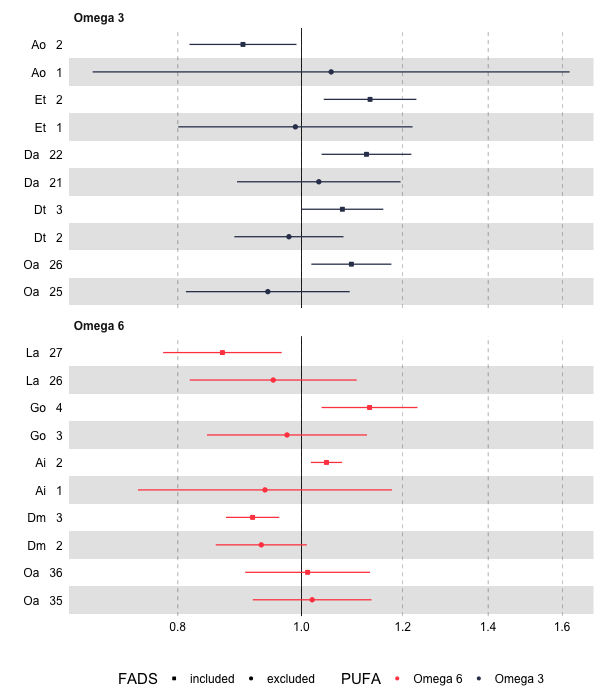 Omega 3
Ao 2
Ao 1
Et 2
Et 1
Da 22
Da 21
Dt 3
Dt 2
Oa 26
Oa 25
Omega 6
La 27
La 26
Go 4
Go 3
Ai 2
Ai 1
Dm 3
Dm 2
Oa 36
Oa 35
0.8 1.0 1.2 1.4 1.6
FADS included excluded PUFA Omega 6 Omega 3